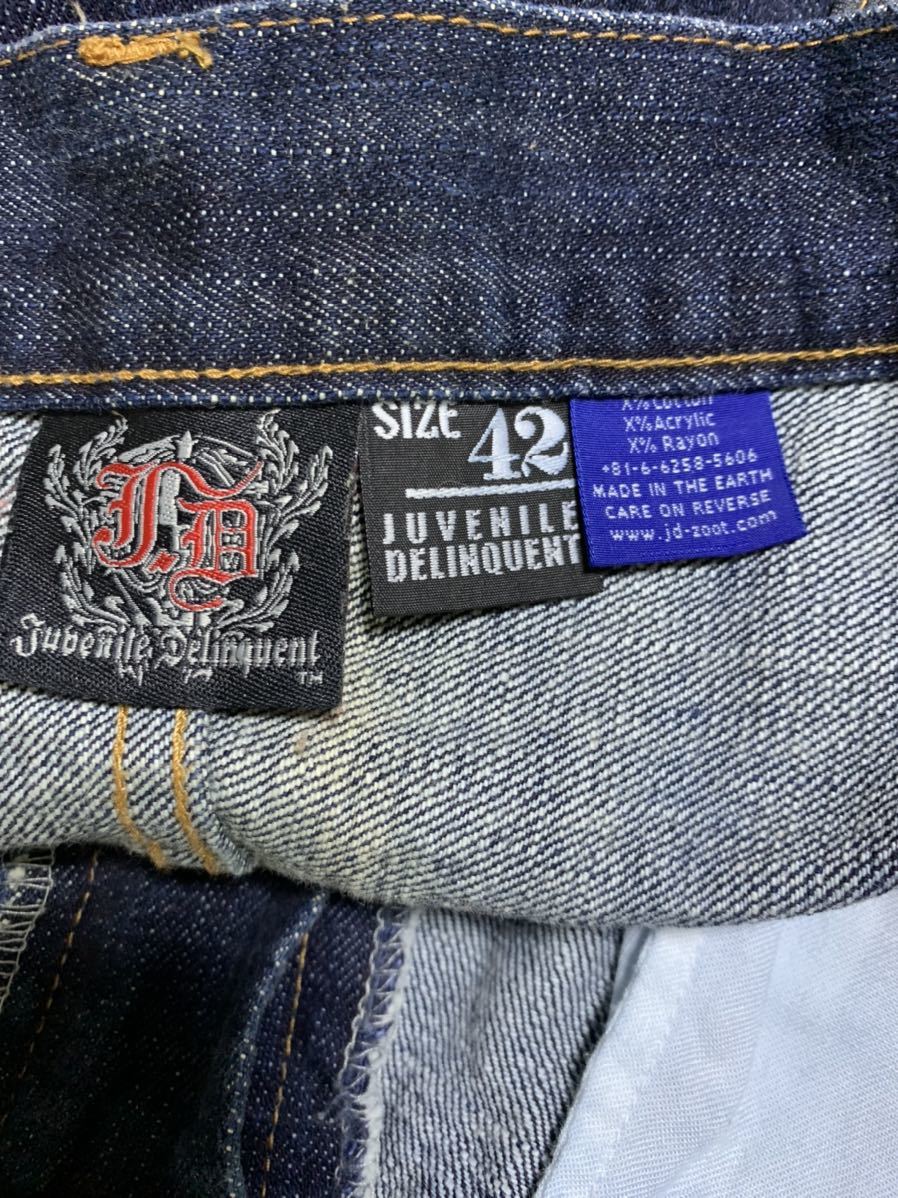 J.D
Juvenile Delinquent
TM
SIZE 42
JUVENILE
DELINQUENT
X% Cotton
X% Acrylic
X% Rayon
+81-6-6258-5606
MADE IN THE EARTH
CARE ON REVERSE
www.jd-zoot.com